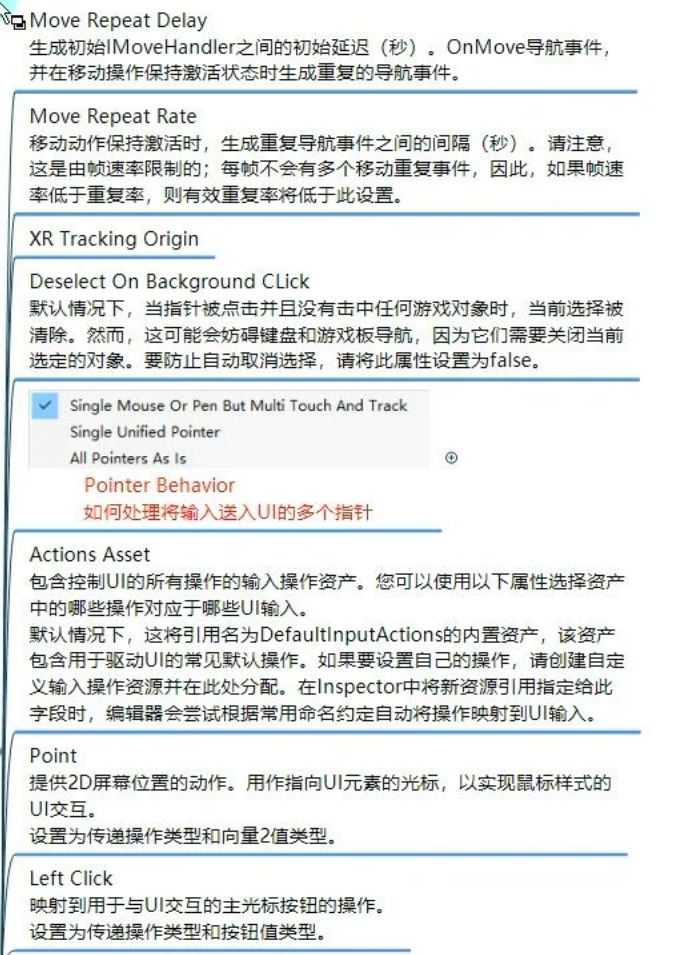 Move Repeat Delay
生成初始IMoveHandler之间的初始延迟（秒）。OnMove导航事件，
并在移动操作保持激活状态时生成重复的导航事件。
Move Repeat Rate
移动动作保持激活时，生成重复导航事件之间的间隔（秒）。请注意，
这是由帧速率限制的；每帧不会有多个移动重复事件，因此，如果帧速
率低于重复率，则有效重复率将低于此设置。
XR Tracking Origin
Deselect On Background CLick
默认情况下，当指针被点击并且没有击中任何游戏对象时，当前选择被
清除。然而，这可能会妨碍键盘和游戏板导航，因为它们需要关闭当前
选定的对象。要防止自动取消选择，请将此属性设置为false。
Single Mouse Or Pen But Multi Touch And Track
Single Unified Pointer
All Pointers As Is
Pointer Behavior
如何处理将输入送入UI的多个指针
Actions Asset
包含控制UI的所有操作的输入操作资产。您可以使用以下属性选择资产
中的哪些操作对应于哪些UI输入。
默认情况下，这将引用名为DefaultInputActions的内置资产，该资产
包含用于驱动UI的常见默认操作。如果要设置自己的操作，请创建自定
义输入操作资源并在此处分配。在Inspector中将新资源引用指定给此
字段时，编辑器会尝试根据常用命名约定自动将操作映射到UI输入。
Point
提供2D屏幕位置的动作。用作指向UI元素的光标，以实现鼠标样式的
UI交互。
设置为传递操作类型和向量2值类型。
Left Click
映射到用于与UI交互的主光标按钮的操作。
设置为传递操作类型和按钮值类型。